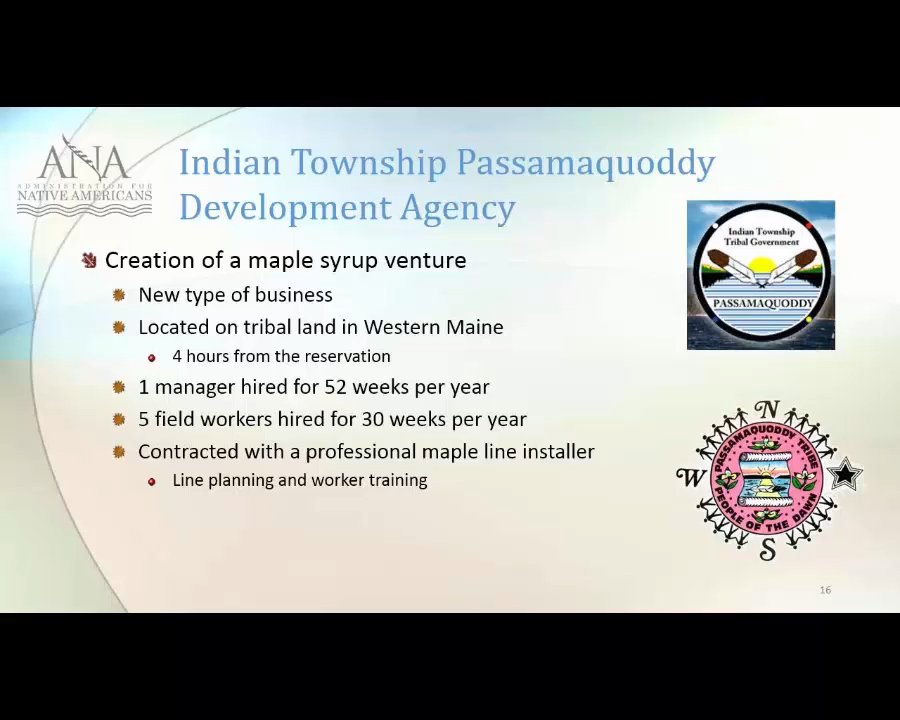 ANA
ADMINISTRATION FOR
NATIVE AMERICANS
Indian Township Passamaquoddy
Development Agency
Creation of a maple syrup venture
New type of business
Located on tribal land in Western Maine
4 hours from the reservation
1 manager hired for 52 weeks per year
5 field workers hired for 30 weeks per year
Contracted with a professional maple line installer
Line planning and worker training
Indian Township
Tribal Government
PASSAMAQUODDY
N
W
S
PASSAMAQUODDY TRIBE
PEOPLE OF THE DAWN
16